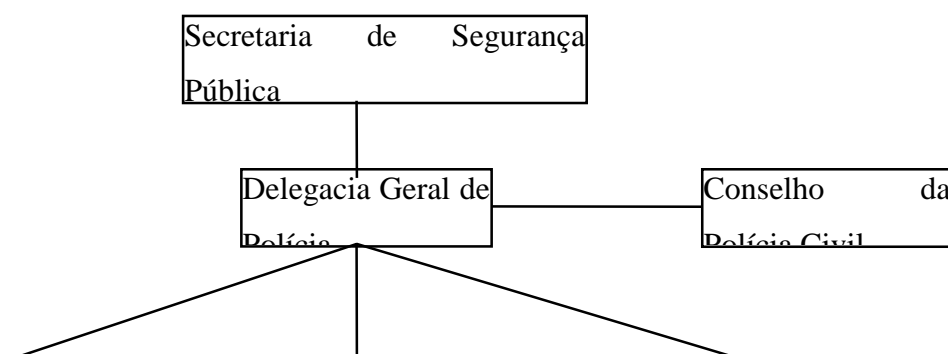 Secretaria de Segurança
Pública
Delegacia Geral de
Polícia
Conselho da
Polícia Civil